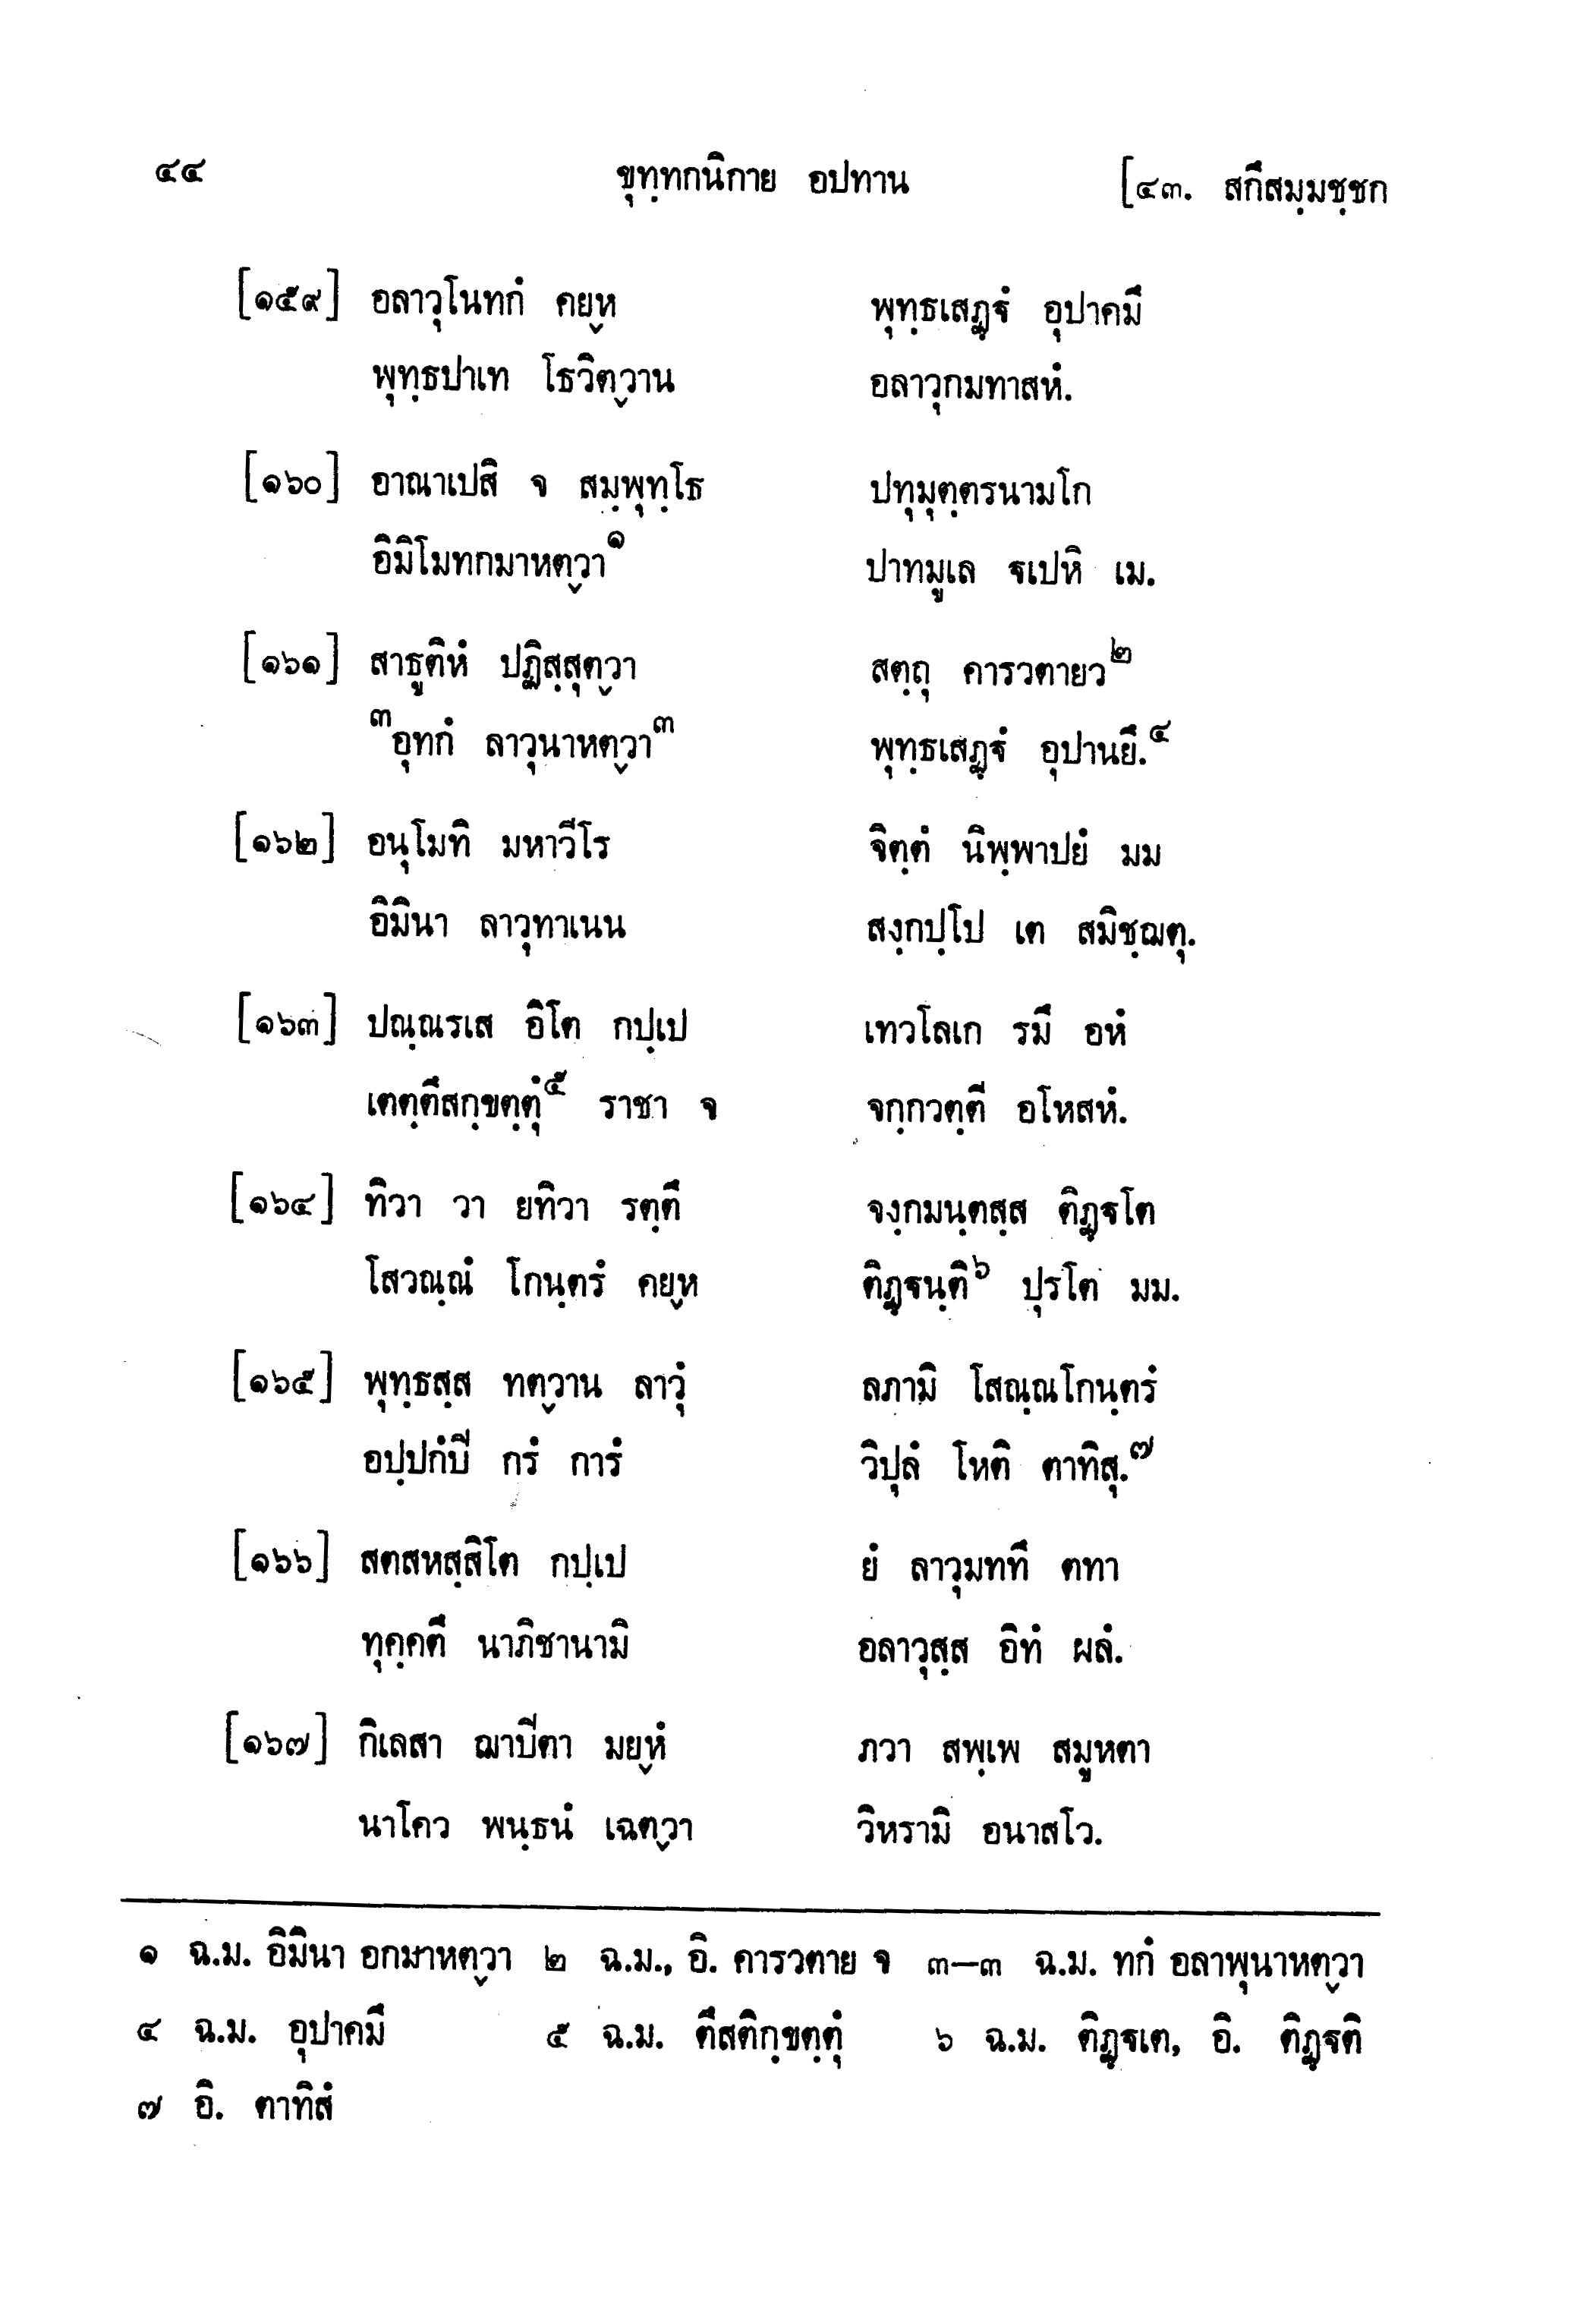 ๔๔ ขุทฺทกนิกาย อปทาน [๔๓. สกึสมฺมชฺชก
[๑๕๙] อลาวุโนทกํ คยฺห พุทฺธเสฏฺฐํ อุปาคมึ
พุทฺธปาเท โธวิตฺวาน อลาวุกมทาสหํ.
[๑๖๐] อาณาเปสิ จ สมฺพุทฺโธ ปทุมุตฺตรนามโก
อิมิโมทกมาหตฺวา๑ ปาทมูเล ฐเปหิ เม.
[๑๖๑] สาธูติหํ ปฏิสฺสุตฺวา สตฺถุ คารวตายว๒
๓อุทกํ ลาวุนาหตฺวา๓ พุทฺธเสฏฺฐํ อุปานยึ.๔
[๑๖๒] อนุโมทิ มหาวีโร จิตฺตํ นิพฺพาปยํ มม
อิมินา ลาวุทาเนน สงฺกปฺโป เต สมิชฺฌตุ.
[๑๖๓] ปณฺณรเส อิโต กปฺเป เทวโลเก รมึ อหํ
เตตฺตึสกฺขตฺตุํ๕ ราชา จ จกฺกวตฺตี อโหสหํ.
[๑๖๔] ทิวา วา ยทิวา รตฺตึ จงฺกมนฺตสฺส ติฏฺฐโต
โสวณฺณํ โกนฺตรํ คยฺห ติฏฺฐนฺติ๖ ปุรโต มม.
[๑๖๕] พุทฺธสฺส ทตฺวาน ลาวุํ ลภามิ โสณฺณโกนฺตรํ
อปฺปกํปี กรํ การํ วิปุลํ โหติ ตาทิสุ.๗
[๑๖๖] สตสหสฺสิโต กปฺเป ยํ ลาวุมททึ ตทา
ทุคฺคตึ นาภิชานามิ อลาวุสฺส อิทํ ผลํ.
[๑๖๗] กิเลสา ฌาปีตา มยฺหํ ภวา สพฺเพ สมูหตา
นาโคว พนฺธนํ เฉตฺวา วิหรามิ อนาสโว.
๑ ฉ.ม. อิมินา อกมาหตฺวา ๒ ฉ.ม., อิ. คารวตาย จ ๓–๓ ฉ.ม. ทกํ อลาพุนาหตฺวา
๔ ฉ.ม. อุปาคมึ ๕ ฉ.ม. ตึสติกฺขตฺตุํ ๖ ฉ.ม. ติฏฺฐเต, อิ. ติฏฺฐติ
๗ อิ. ตาทิสํ